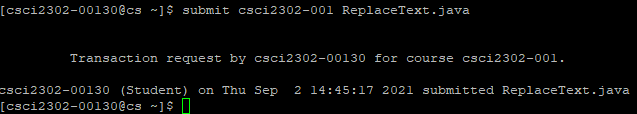 [csci2302-00130@cs ~]$ submit csci2302-001 ReplaceText.java
Transaction request by csci2302-00130 for course csci2302-001.
csci2302-00130 (Student) on Thu Sep  2 14:45:17 2021 submitted ReplaceText.java
[csci2302-00130@cs ~]$